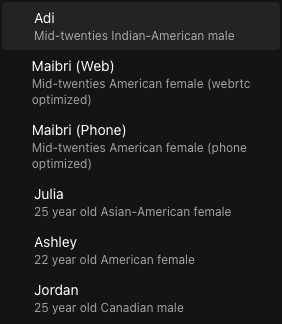 Adi
Mid-twenties Indian-American male
Maibri (Web)
Mid-twenties American female (webrtc
optimized)
Maibri (Phone)
Mid-twenties American female (phone
optimized)
Julia
25 year old Asian-American female
Ashley
22 year old American female
Jordan
25 year old Canadian male